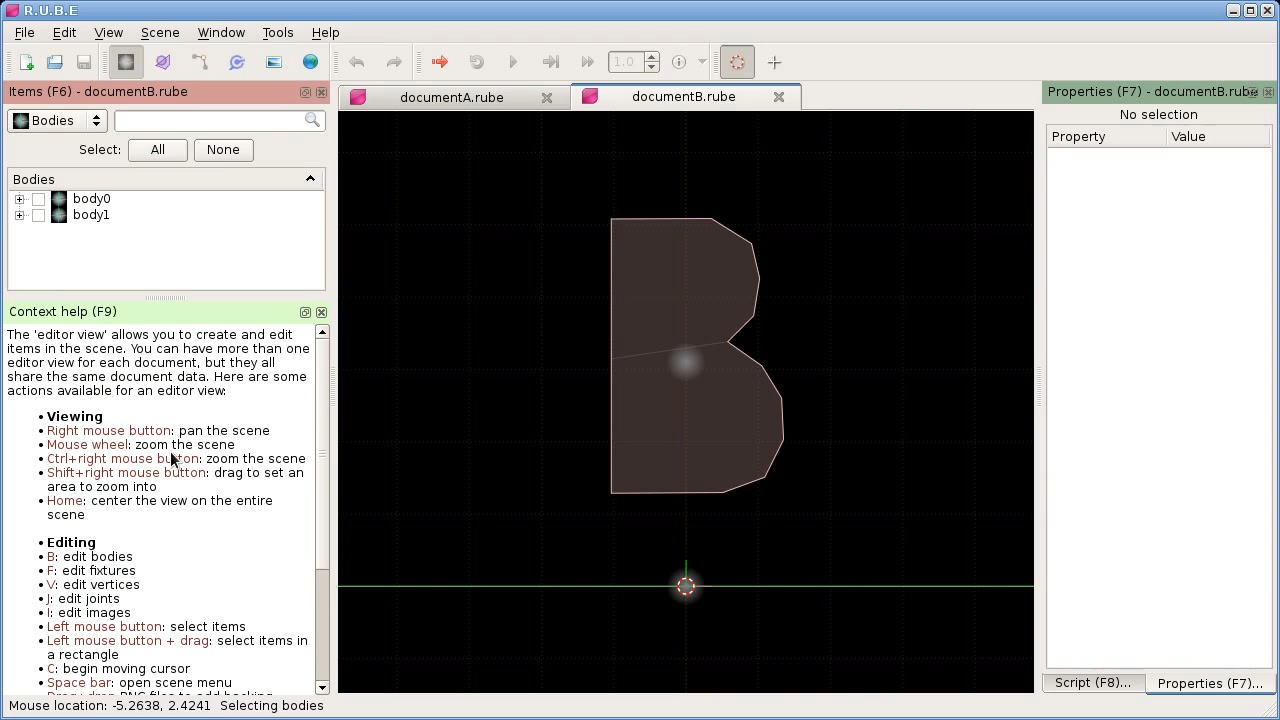 R.U.B.E
File Edit View Scene Window Tools Help
1.0
Items (F6) - documentB.rube
documentA.rube
documentB.rube
Properties (F7) - documentB.rube
Bodies
No selection
Property Value
Select: All None
Bodies
body0
body1
Context help (F9)
The 'editor view' allows you to create and edit
items in the scene. You can have more than one
editor view for each document, but they all
share the same document data. Here are some
actions available for an editor view:
• Viewing
• Right mouse button: pan the scene
• Mouse wheel: zoom the scene
• Ctrl+right mouse button: zoom the scene
• Shift+right mouse button: drag to set an
area to zoom into
• Home: center the view on the entire
scene
• Editing
• B: edit bodies
• F: edit fixtures
• V: edit vertices
• J: edit joints
• I: edit images
• Left mouse button: select items
• Left mouse button + drag: select items in
a rectangle
• C: begin moving cursor
• Space bar: open scene menu
Script (F8)... Properties (F7)...
Mouse location: -5.2638, 2.4241 Selecting bodies